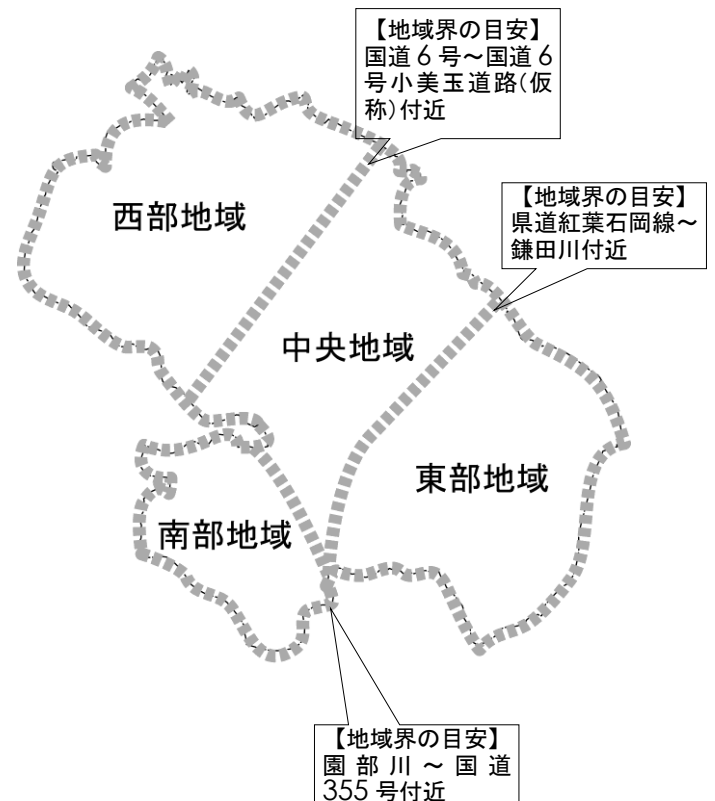 【地域界の目安】
国道6号～国道6
号小美玉道路(仮
称)付近
【地域界の目安】
県道紅葉石岡線～
鎌田川付近
西部地域
中央地域
東部地域
南部地域
【地域界の目安】
園部川～国道
355号付近